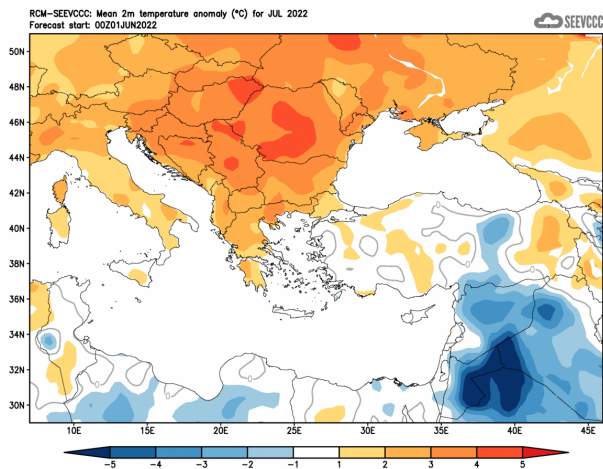 RCM-SEEVCCC: Mean 2m temperature anomaly (°C) for JUL 2022
Forecast start: 00Z01JUN2022
SEEVCCC
50N
48N
46N
44N
42N
40N
38N
36N
34N
32N
30N
10E 15E 20E 25E 30E 35E 40E 45E
-5 -4 -3 -2 -1 1 2 3 4 5